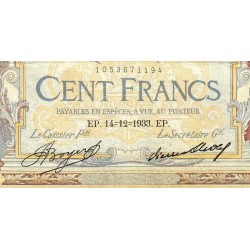 1053671194
CENT FRANCS
PAYABLES EN ESPÈCES, A VUE, AU PORTEUR
EP. 14-12-1933. EP.
Le Caissier Pal Le Secrétaire Gal